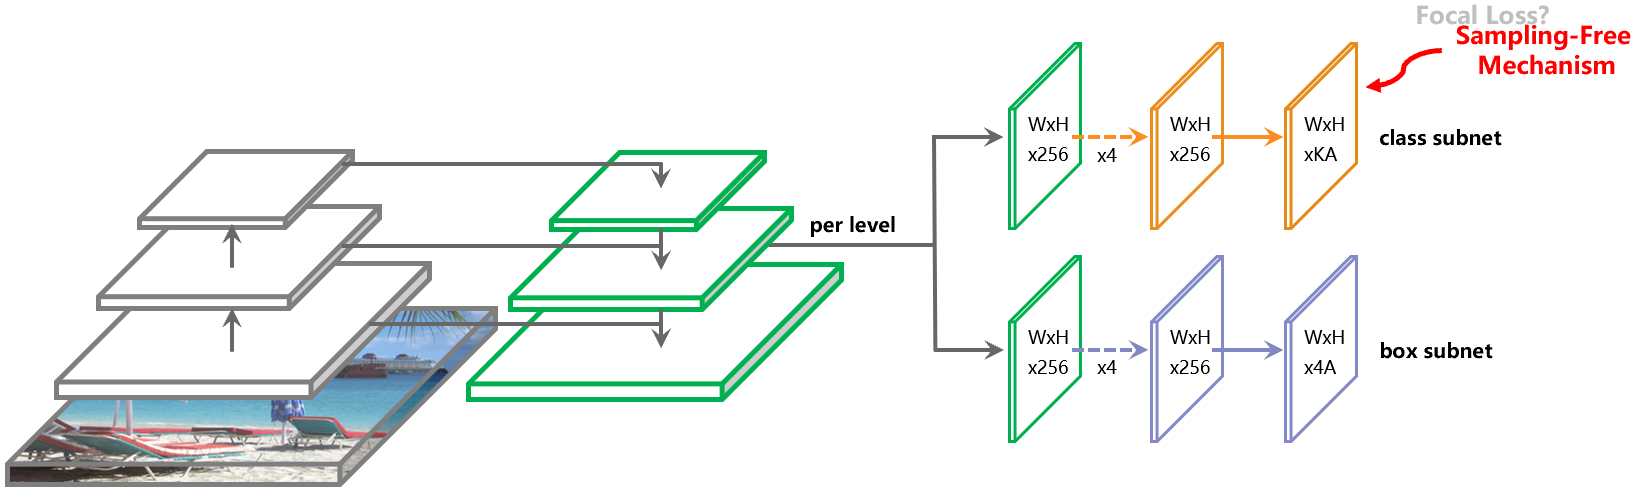 Focal Loss?
Sampling-Free
Mechanism
WxH
x256
x4
WxH
x256
WxH
xKA
class subnet
per level
WxH
x256
x4
WxH
x256
WxH
x4A
box subnet